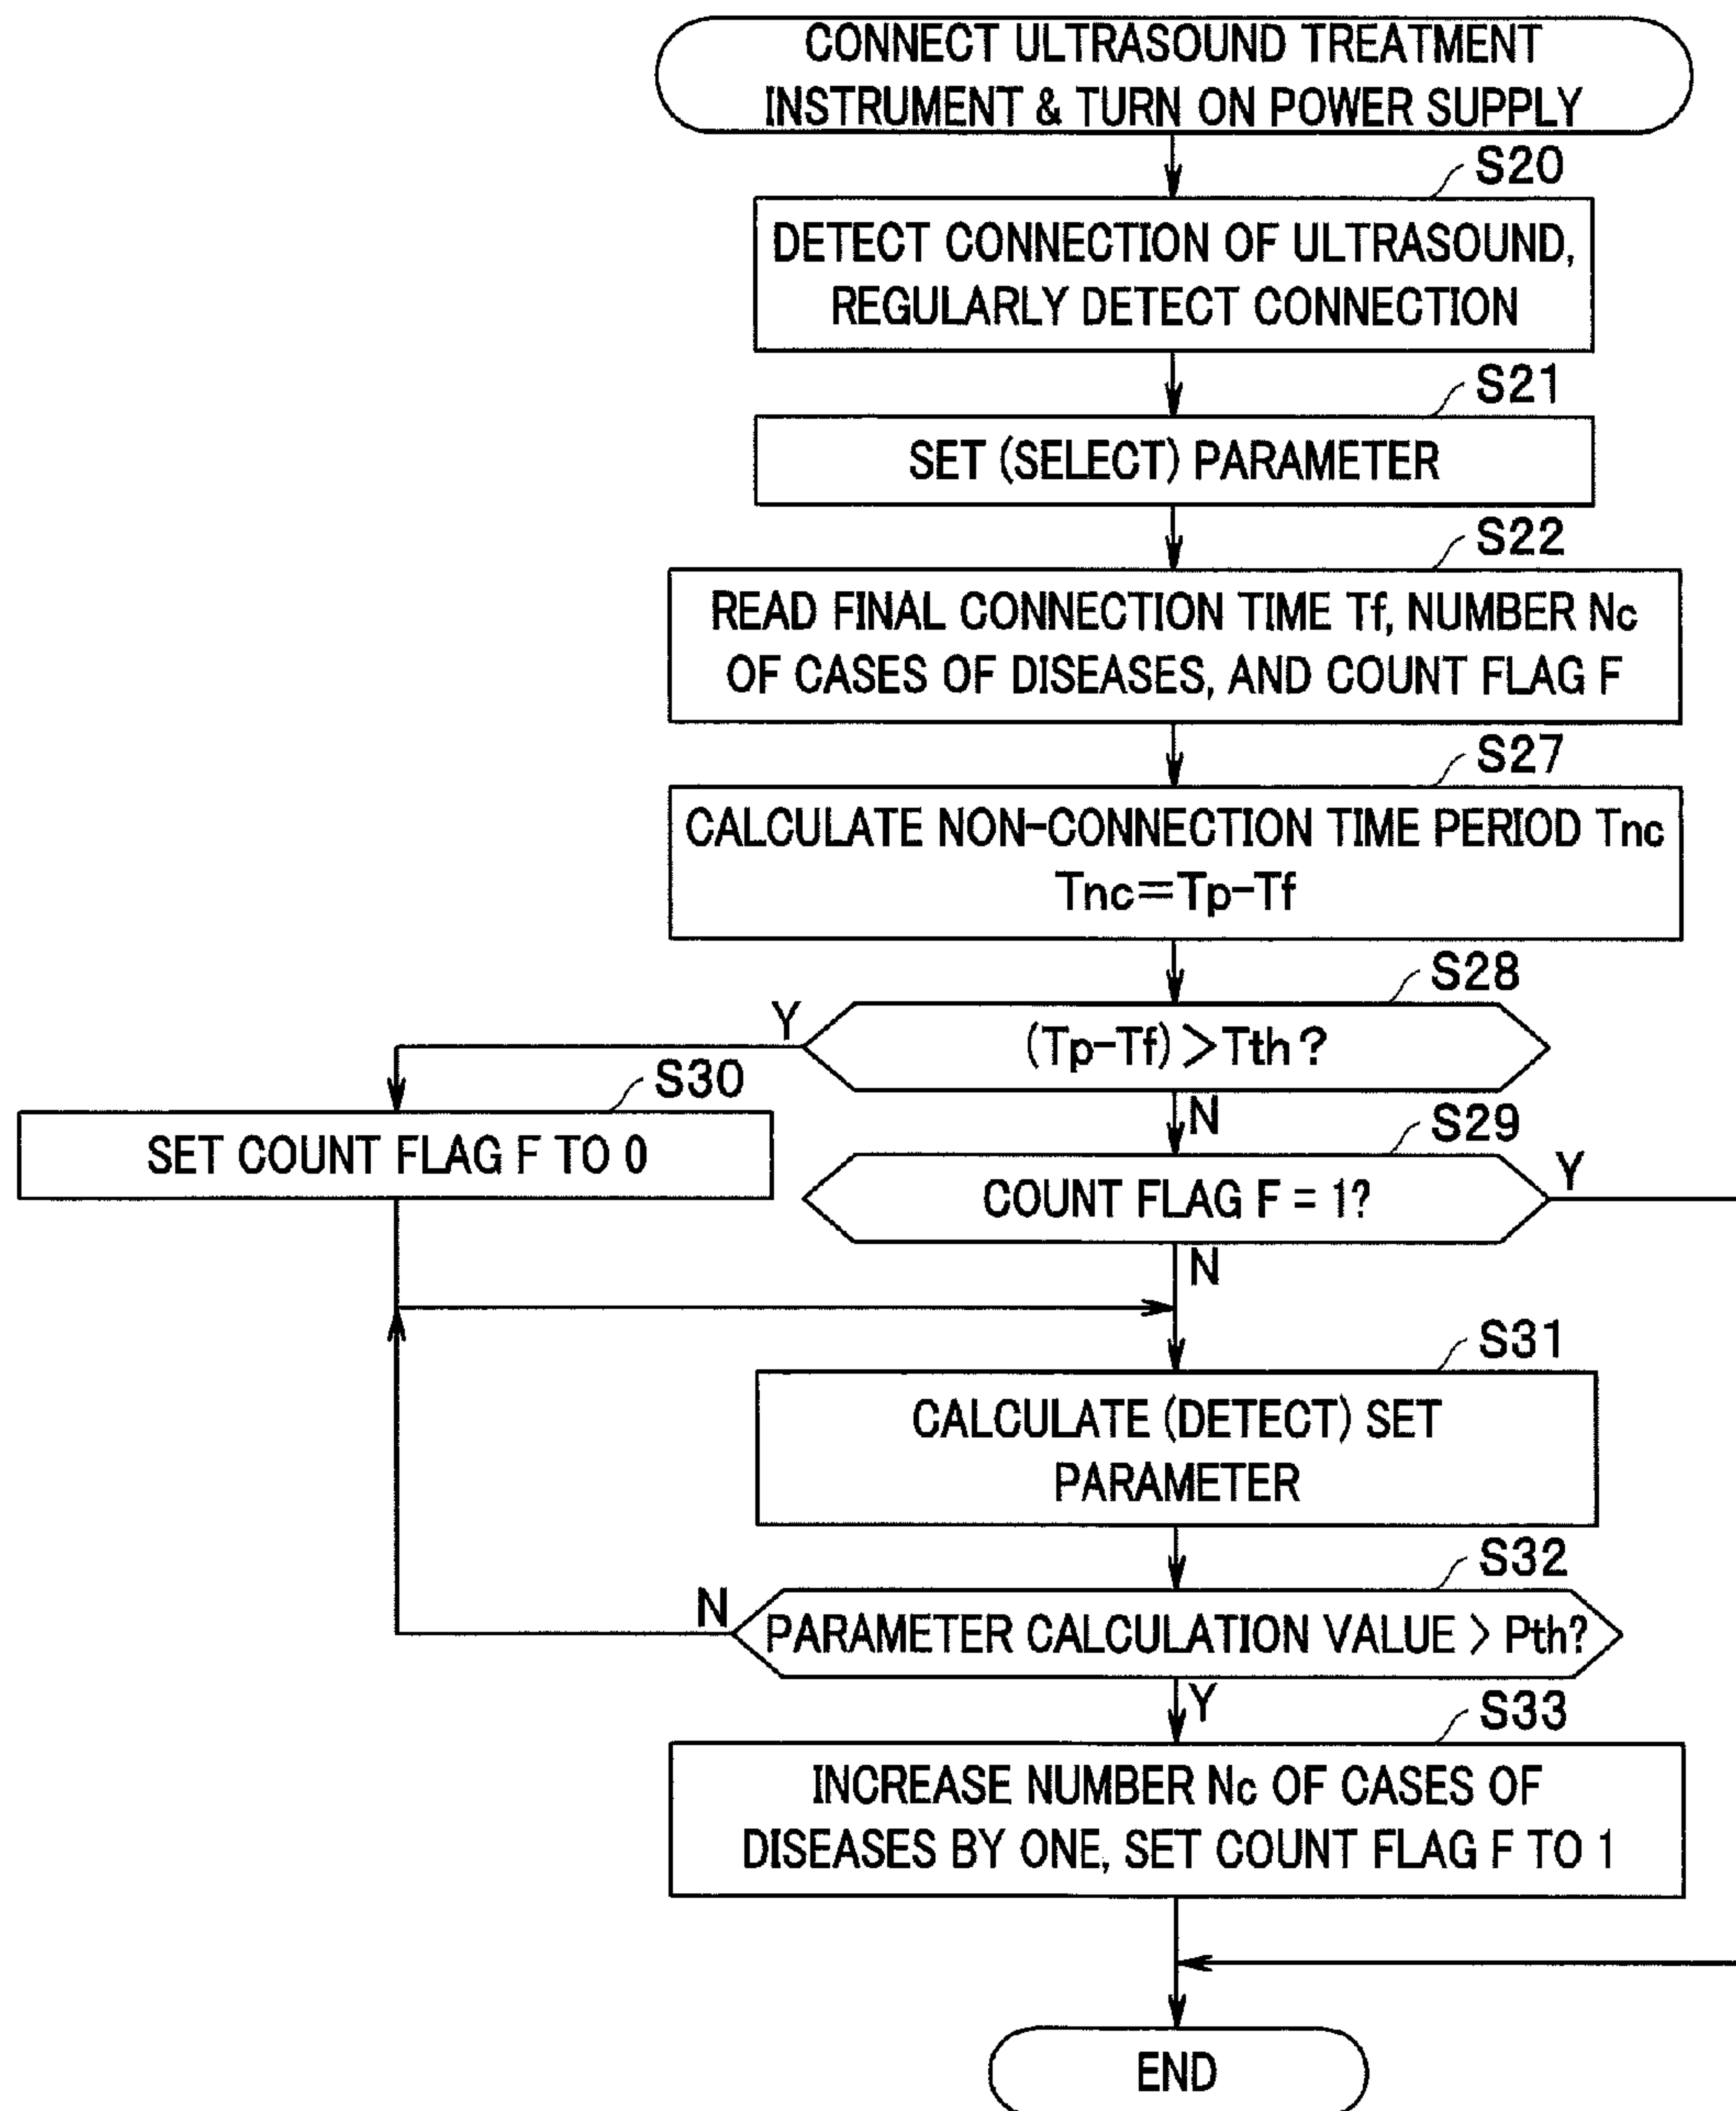 CONNECT ULTRASOUND TREATMENT
INSTRUMENT & TURN ON POWER SUPPLY
S20
DETECT CONNECTION OF ULTRASOUND,
REGULARLY DETECT CONNECTION
S21
SET (SELECT) PARAMETER
S22
READ FINAL CONNECTION TIME Tf, NUMBER Nc
OF CASES OF DISEASES, AND COUNT FLAG F
S27
CALCULATE NON-CONNECTION TIME PERIOD Tnc
Tnc=Tp-Tf
S28
Y
(Tp-Tf)>Tth?
S30
N
SET COUNT FLAG F TO 0
S29
COUNT FLAG F = 1?
Y
N
S31
CALCULATE (DETECT) SET
PARAMETER
S32
N
PARAMETER CALCULATION VALUE > Pth?
Y
S33
INCREASE NUMBER Nc OF CASES OF
DISEASES BY ONE, SET COUNT FLAG F TO 1
END